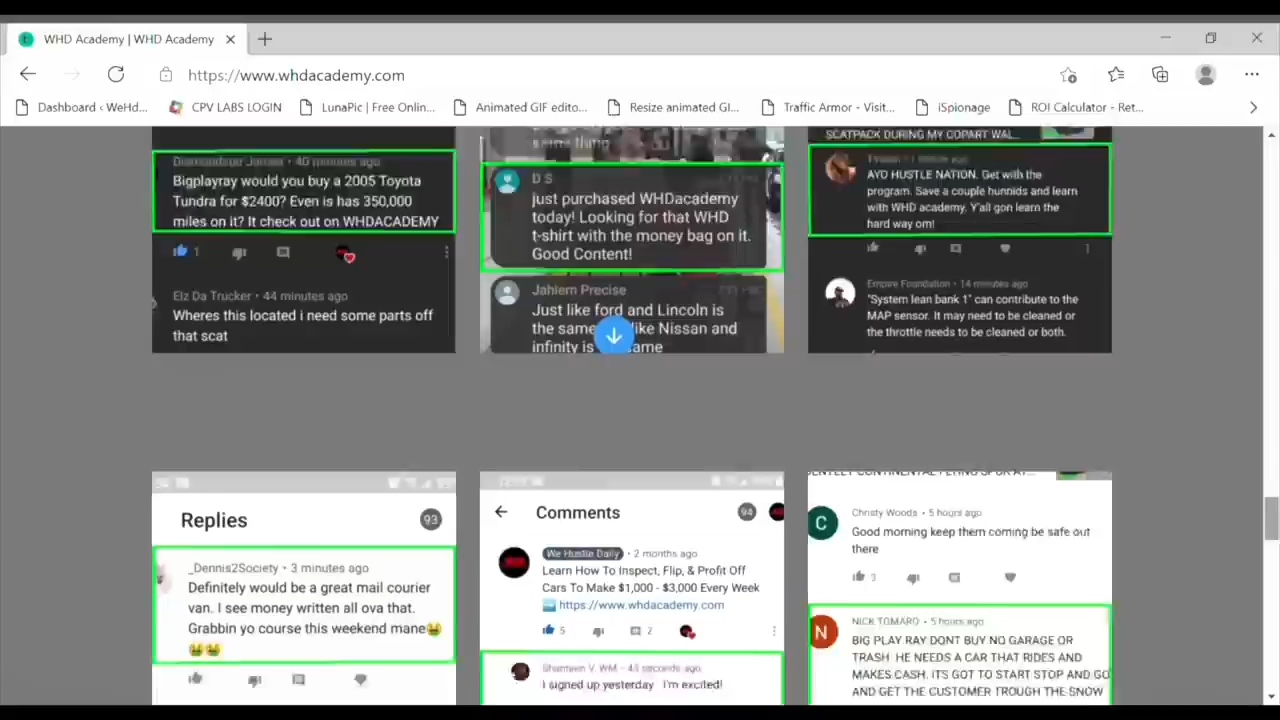 WHD Academy | WHD Academy
https://www.whdacademy.com
Dashboard ‹ WeHd...
CPV LABS LOGIN
LunaPic | Free Onlin...
Animated GIF edito...
Resize animated GI...
Traffic Armor - Visit...
iSpionage
ROI Calculator - Ret...
40 minutes ago
Bigplayray would you buy a 2005 Toyota
Tundra for $2400? Even is has 350,000
miles on it? It check out on WHDACADEMY
1
Elz Da Trucker • 44 minutes ago
Wheres this located i need some parts off
that scat
same thing
D S
just purchased WHDacademy
today! Looking for that WHD
t-shirt with the money bag on it.
Good Content!
Jahlem Precise
Just like ford and Lincoln is
the same like Nissan and
infinity is same
SCATPACK DURING MY COPART WAL...
AYO HUSTLE NATION. Get with the
program. Save a couple hunnids and learn
with WHD academy. Y'all gon learn the
hard way om!
Empire Foundation • 14 minutes ago
"System lean bank 1" can contribute to the
MAP sensor. It may need to be cleaned or
the throttle needs to be cleaned or both.
Replies
93
_Dennis2Society • 3 minutes ago
Definitely would be a great mail courier
van. I see money written all ova that.
Grabbin yo course this weekend mane🤑
🤑🤑
Comments
94
We Hustle Daily • 2 months ago
Learn How To Inspect, Flip, & Profit Off
Cars To Make $1,000 - $3,000 Every Week
https://www.whdacademy.com
5
2
Shanteen V. WM • 44 seconds ago
I signed up yesterday I'm excited!
C
Christy Woods • 5 hours ago
Good morning keep them coming be safe out
there
3
N
NICK TOMARO • 5 hours ago
BIG PLAY RAY DONT BUY NO GARAGE OR
TRASH. HE NEEDS A CAR THAT RIDES AND
MAKES CASH. IT'S GOT TO START STOP AND GO
AND GET THE CUSTOMER TROUGH THE SNOW